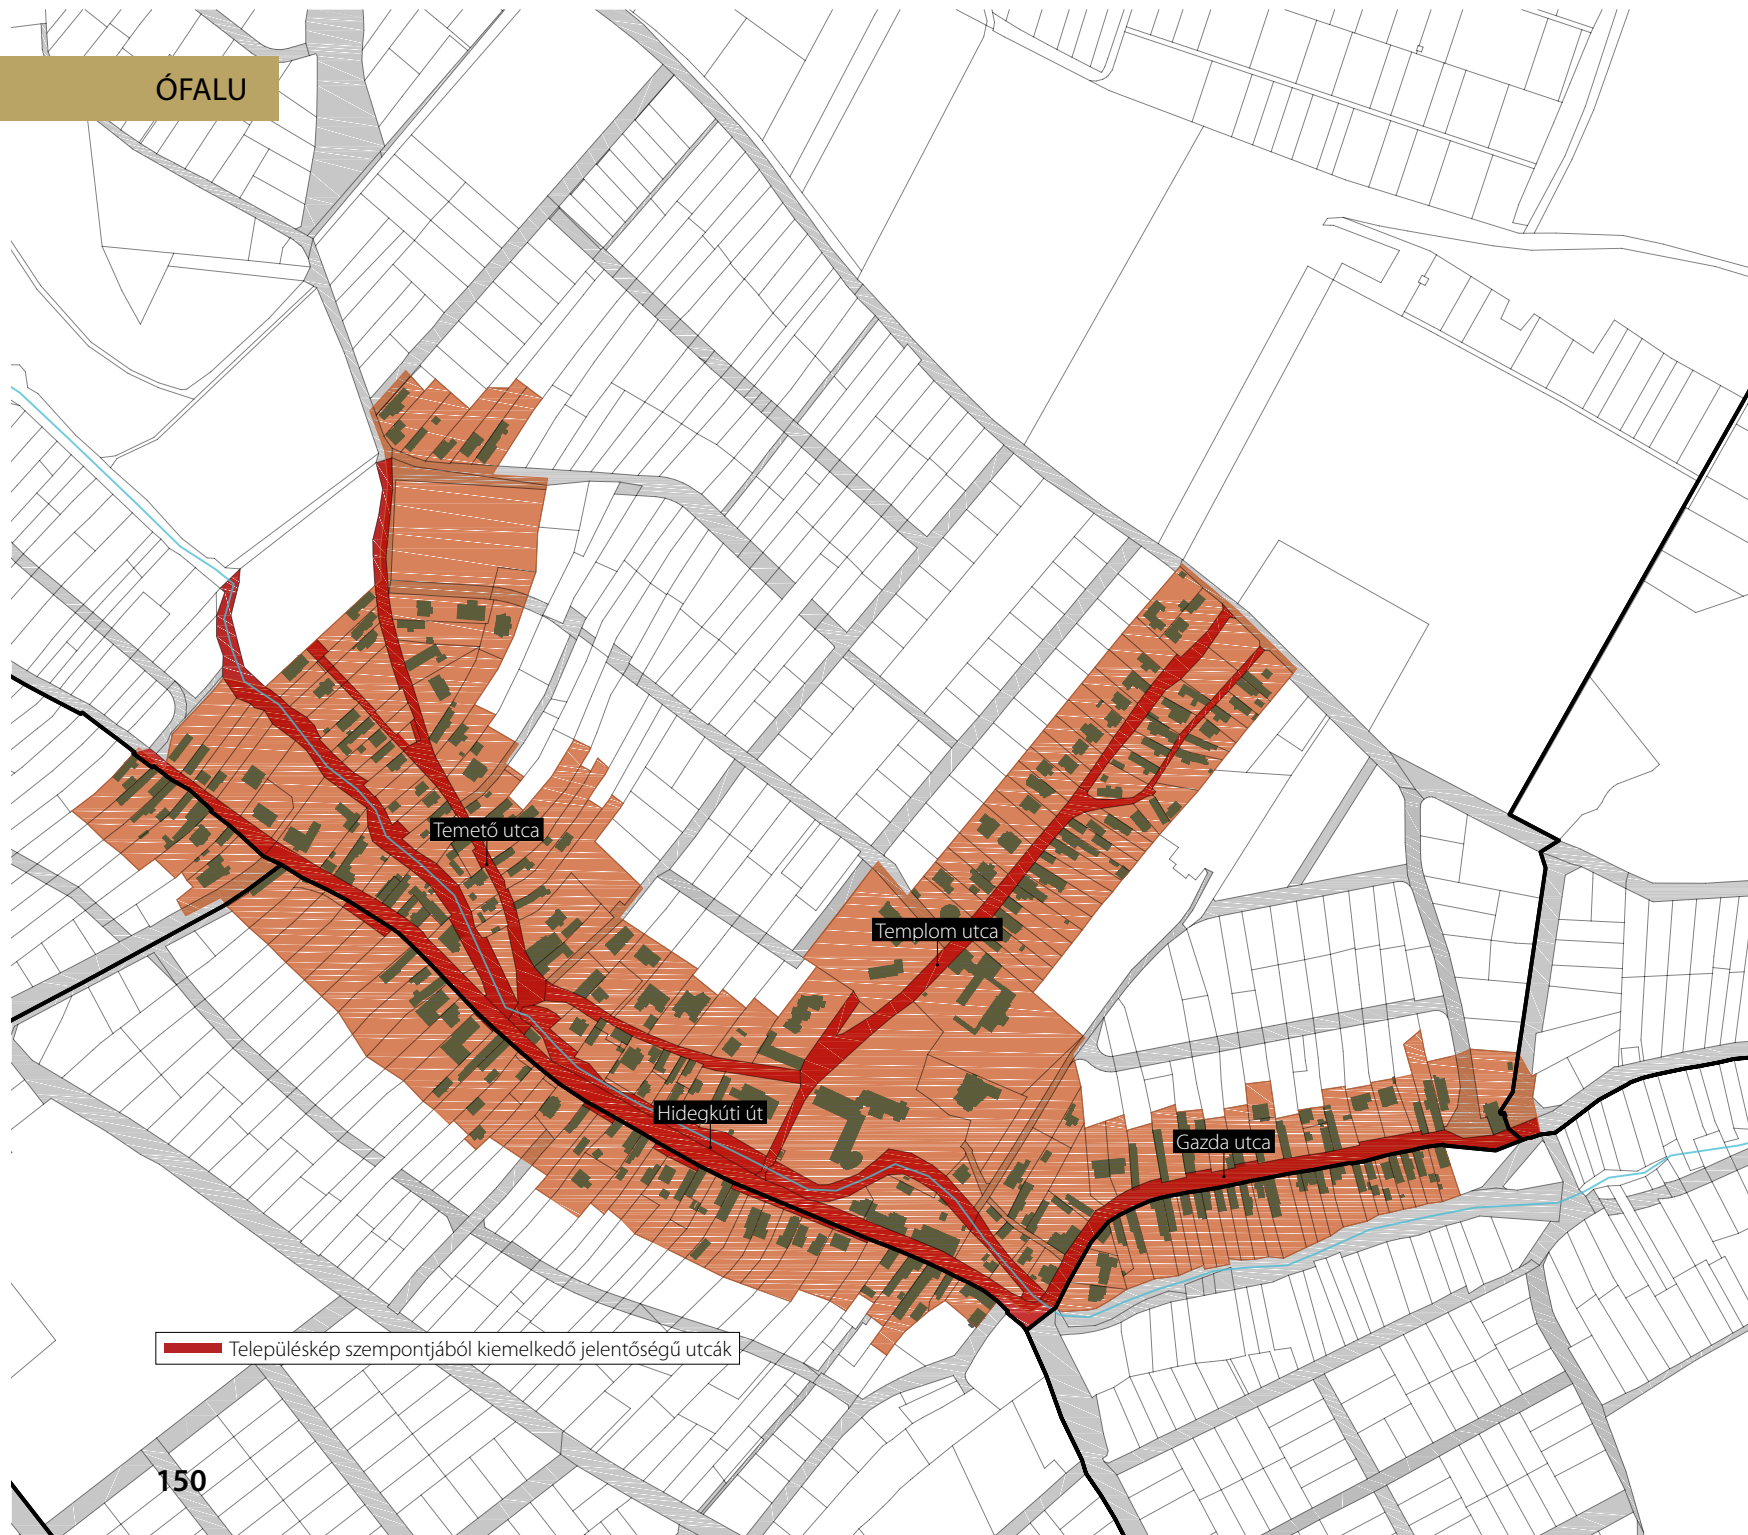 ÓFALU
Temető utca
Templom utca
Hidegkúti út
Gazda utca
Településkép szempontjából kiemelkedő jelentőségű utcák
150